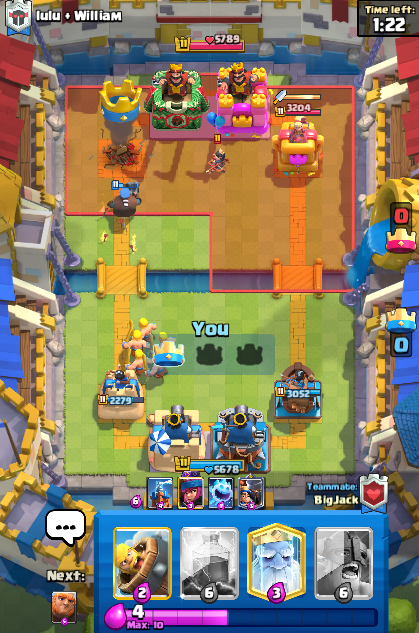 lulu + William
Time left:
1:22
5789
3204
0
You
0
2279
3052
5678
Teammate:
BigJack
Next:
2
6
3
6
4
Max: 10